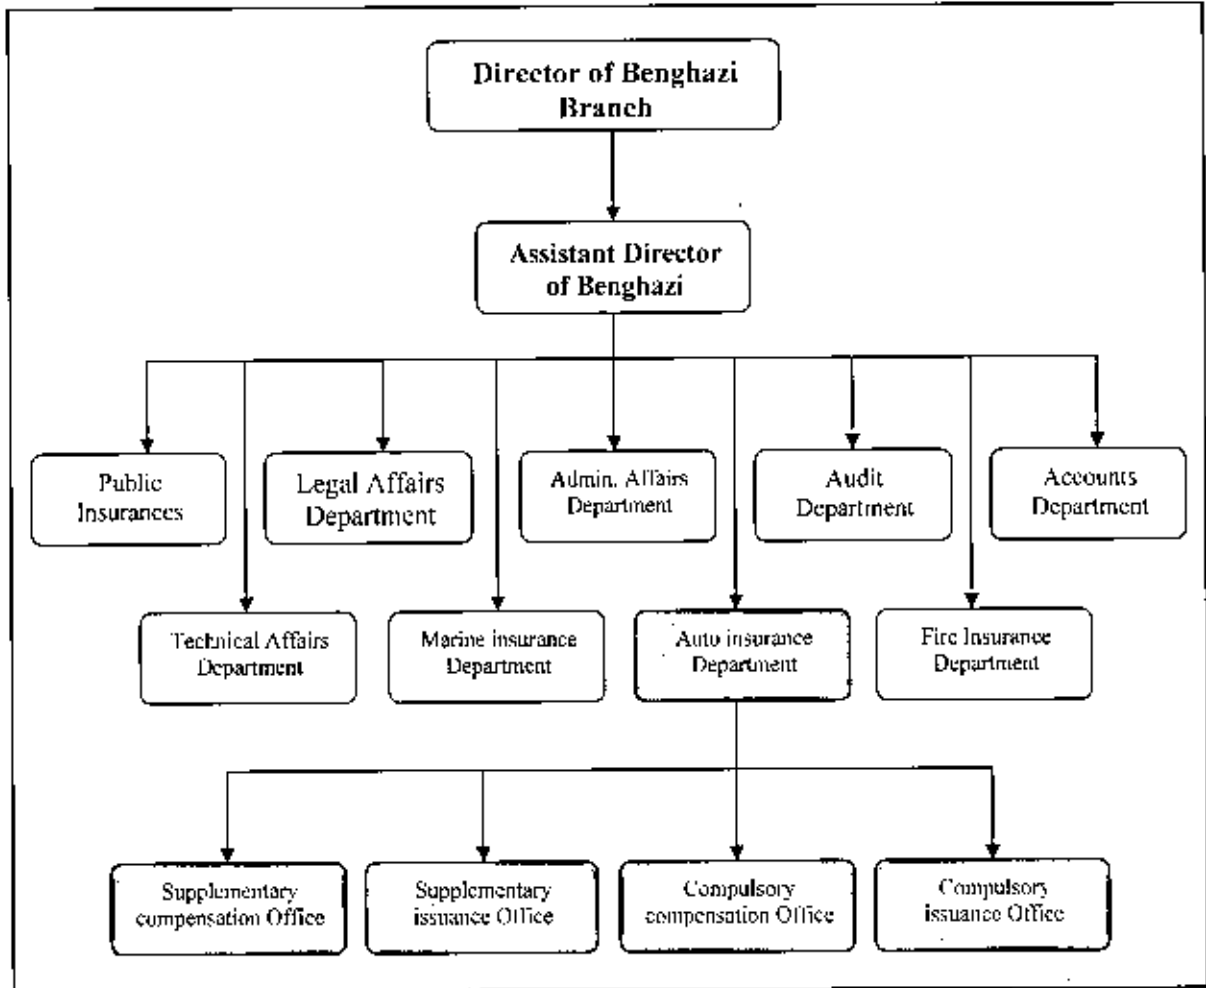 Director of Benghazi
Branch
Assistant Director
of Benghazi
Public
Insurances
Legal Affairs
Department
Admin. Affairs
Department
Audit
Department
Accounts
Department
Technical Affairs
Department
Marine insurance
Department
Auto insurance
Department
Fire Insurance
Department
Supplementary
compensation Office
Supplementary
issuance Office
Compulsory
compensation Office
Compulsory
issuance Office